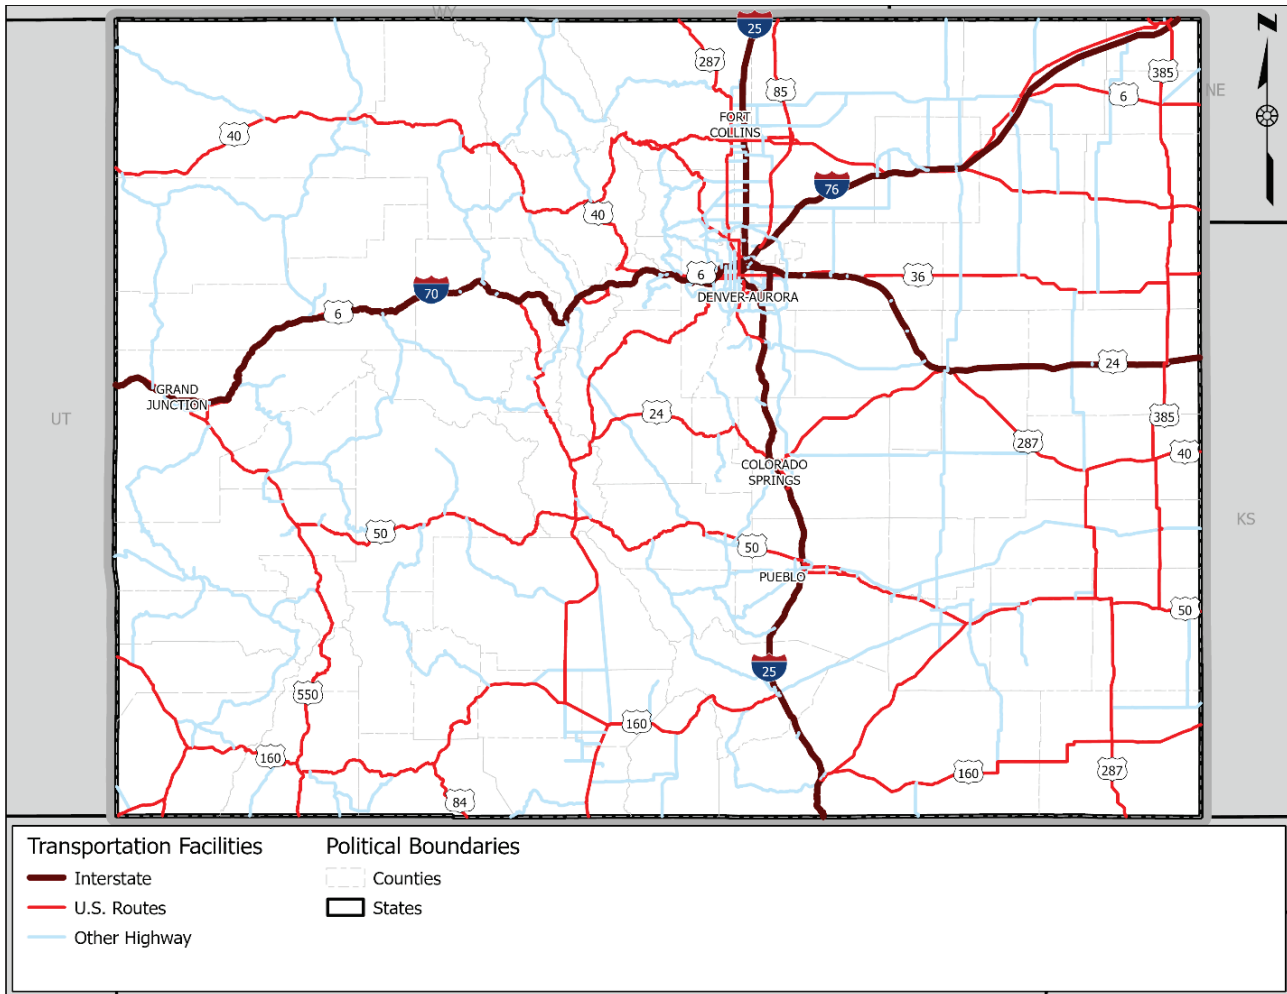 WY
25
N
287
385
NE
85
6
FORT
COLLINS
40
76
40
6
36
70
DENVER-AURORA
6
24
GRAND
JUNCTION
UT
24
385
287
40
COLORADO
SPRINGS
KS
50
50
PUEBLO
50
25
550
160
160
160
287
84
Transportation Facilities
Interstate
U.S. Routes
Other Highway
Political Boundaries
Counties
States